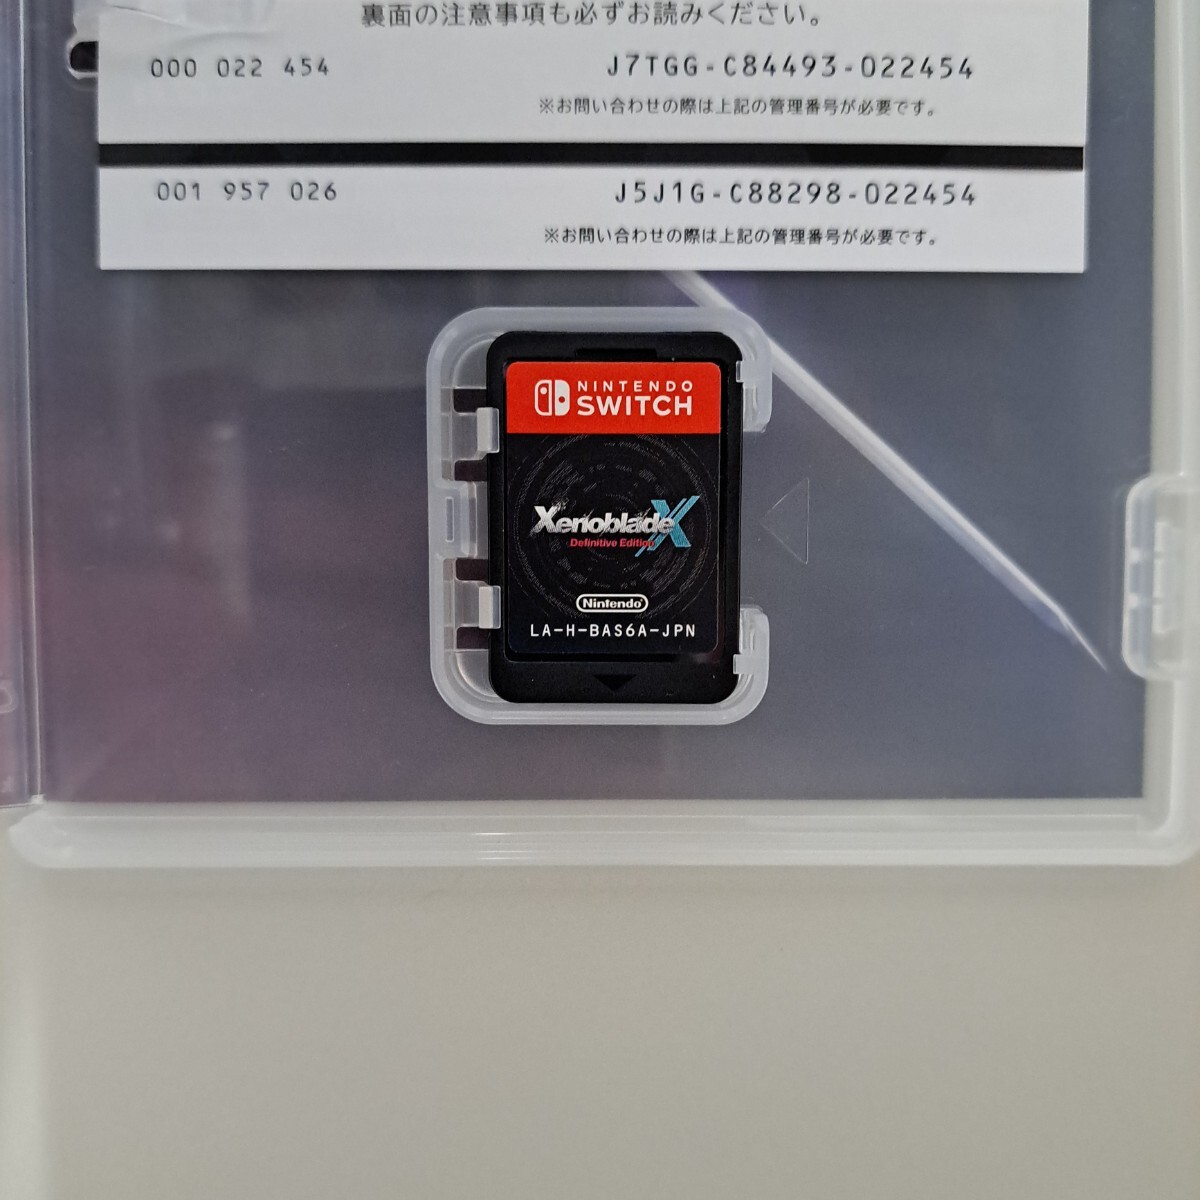 裏面の注意事項も必ずお読みください。
000 022 454
J7TGG-C84493-022454
※お問い合わせの際は上記の管理番号が必要です。
001 957 026
J5J1G-C88298-022454
※お問い合わせの際は上記の管理番号が必要です。
NINTENDO
SWITCH
XenobladeX
Definitive Edition
Nintendo
LA-H-BAS6A-JPN